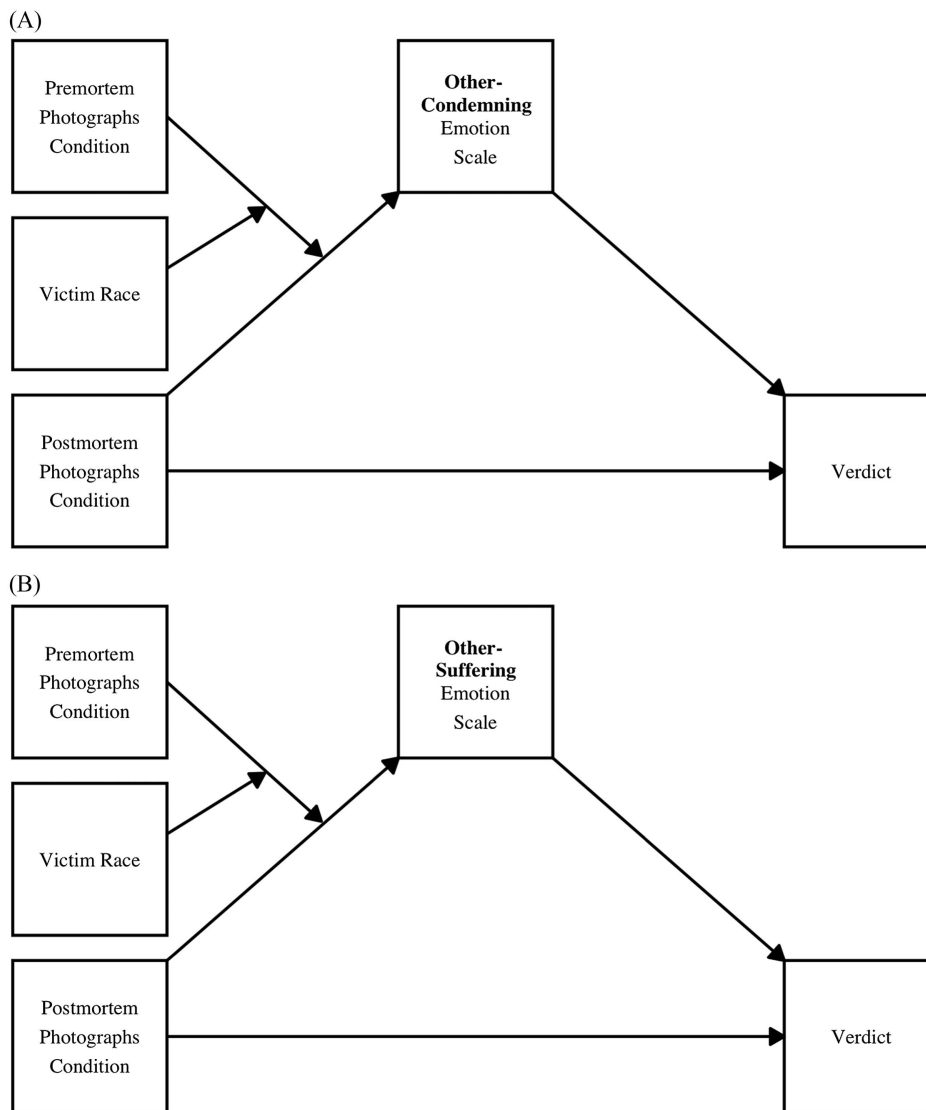 (A)
Premortem
Photographs
Condition
Other-
Condemning
Emotion
Scale
Victim Race
Postmortem
Photographs
Condition
Verdict
(B)
Premortem
Photographs
Condition
Other-
Suffering
Emotion
Scale
Victim Race
Postmortem
Photographs
Condition
Verdict